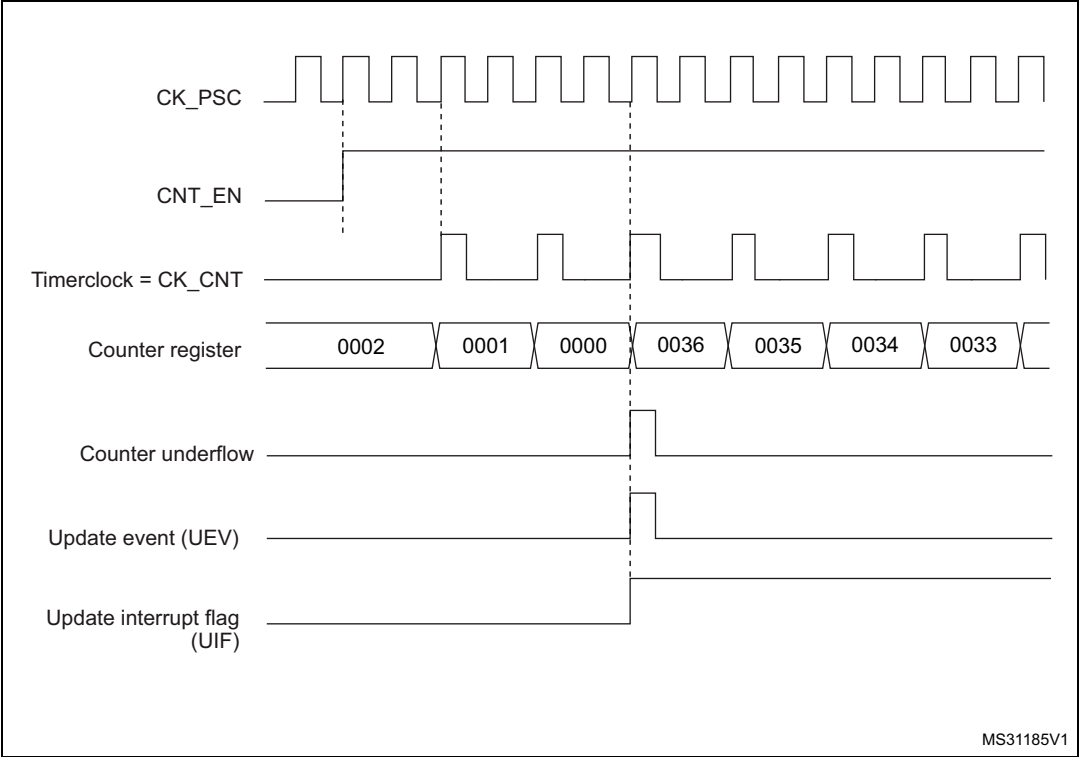 CK_PSC
CNT_EN
Timerclock = CK_CNT
Counter register
0002 0001 0000 0036 0035 0034 0033
Counter underflow
Update event (UEV)
Update interrupt flag
(UIF)
MS31185V1